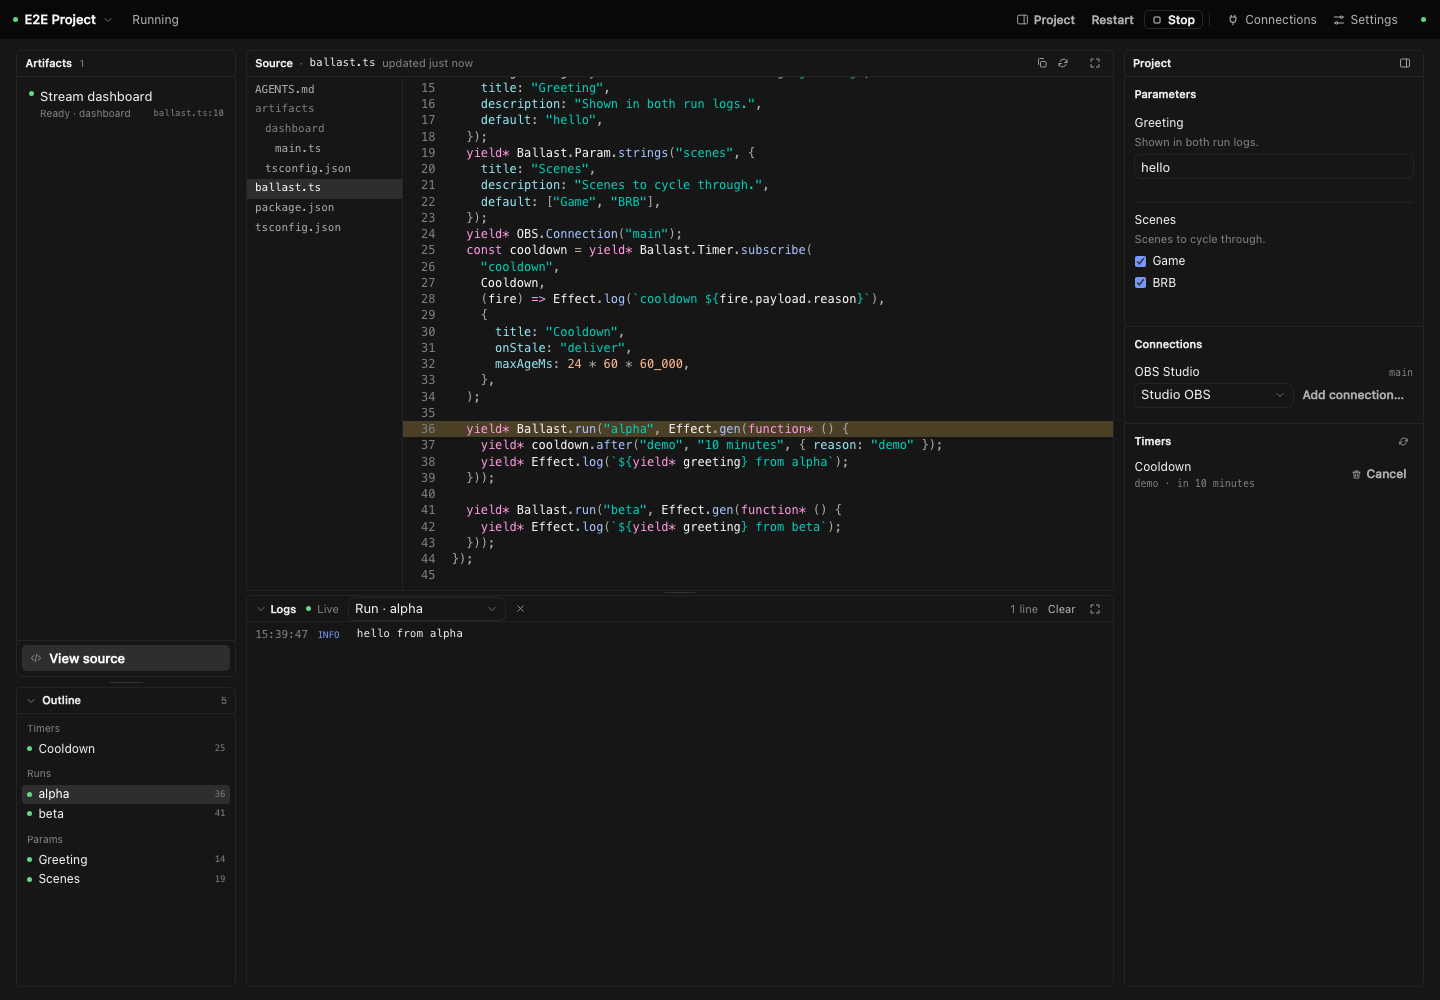 E2E Project
Running
Project
Restart
Stop
Connections
Settings
Artifacts 1
Stream dashboard
Ready · dashboard
ballast.ts:10
View source
Outline 5
Timers
Cooldown 25
Runs
alpha 36
beta 41
Params
Greeting 14
Scenes 19
Source · ballast.ts updated just now
AGENTS.md
artifacts
dashboard
main.ts
tsconfig.json
ballast.ts
package.json
tsconfig.json
15 title: "Greeting",
16 description: "Shown in both run logs.",
17 default: "hello",
18 });
19 yield* Ballast.Param.strings("scenes", {
20 title: "Scenes",
21 description: "Scenes to cycle through.",
22 default: ["Game", "BRB"],
23 });
24 yield* OBS.Connection("main");
25 const cooldown = yield* Ballast.Timer.subscribe(
26 "cooldown",
27 Cooldown,
28 (fire) => Effect.log(`cooldown ${fire.payload.reason}`),
29 {
30 title: "Cooldown",
31 onStale: "deliver",
32 maxAgeMs: 24 * 60 * 60_000,
33 },
34 );
35
36 yield* Ballast.run("alpha", Effect.gen(function* () {
37 yield* cooldown.after("demo", "10 minutes", { reason: "demo" });
38 yield* Effect.log(`${yield* greeting} from alpha`);
39 }));
40
41 yield* Ballast.run("beta", Effect.gen(function* () {
42 yield* Effect.log(`${yield* greeting} from beta`);
43 }));
44 });
45
Logs
Live
Run · alpha
1 line
Clear
15:39:47 INFO hello from alpha
Project
Parameters
Greeting
Shown in both run logs.
hello
Scenes
Scenes to cycle through.
Game
BRB
Connections
OBS Studio main
Studio OBS
Add connection...
Timers
Cooldown
demo · in 10 minutes
Cancel